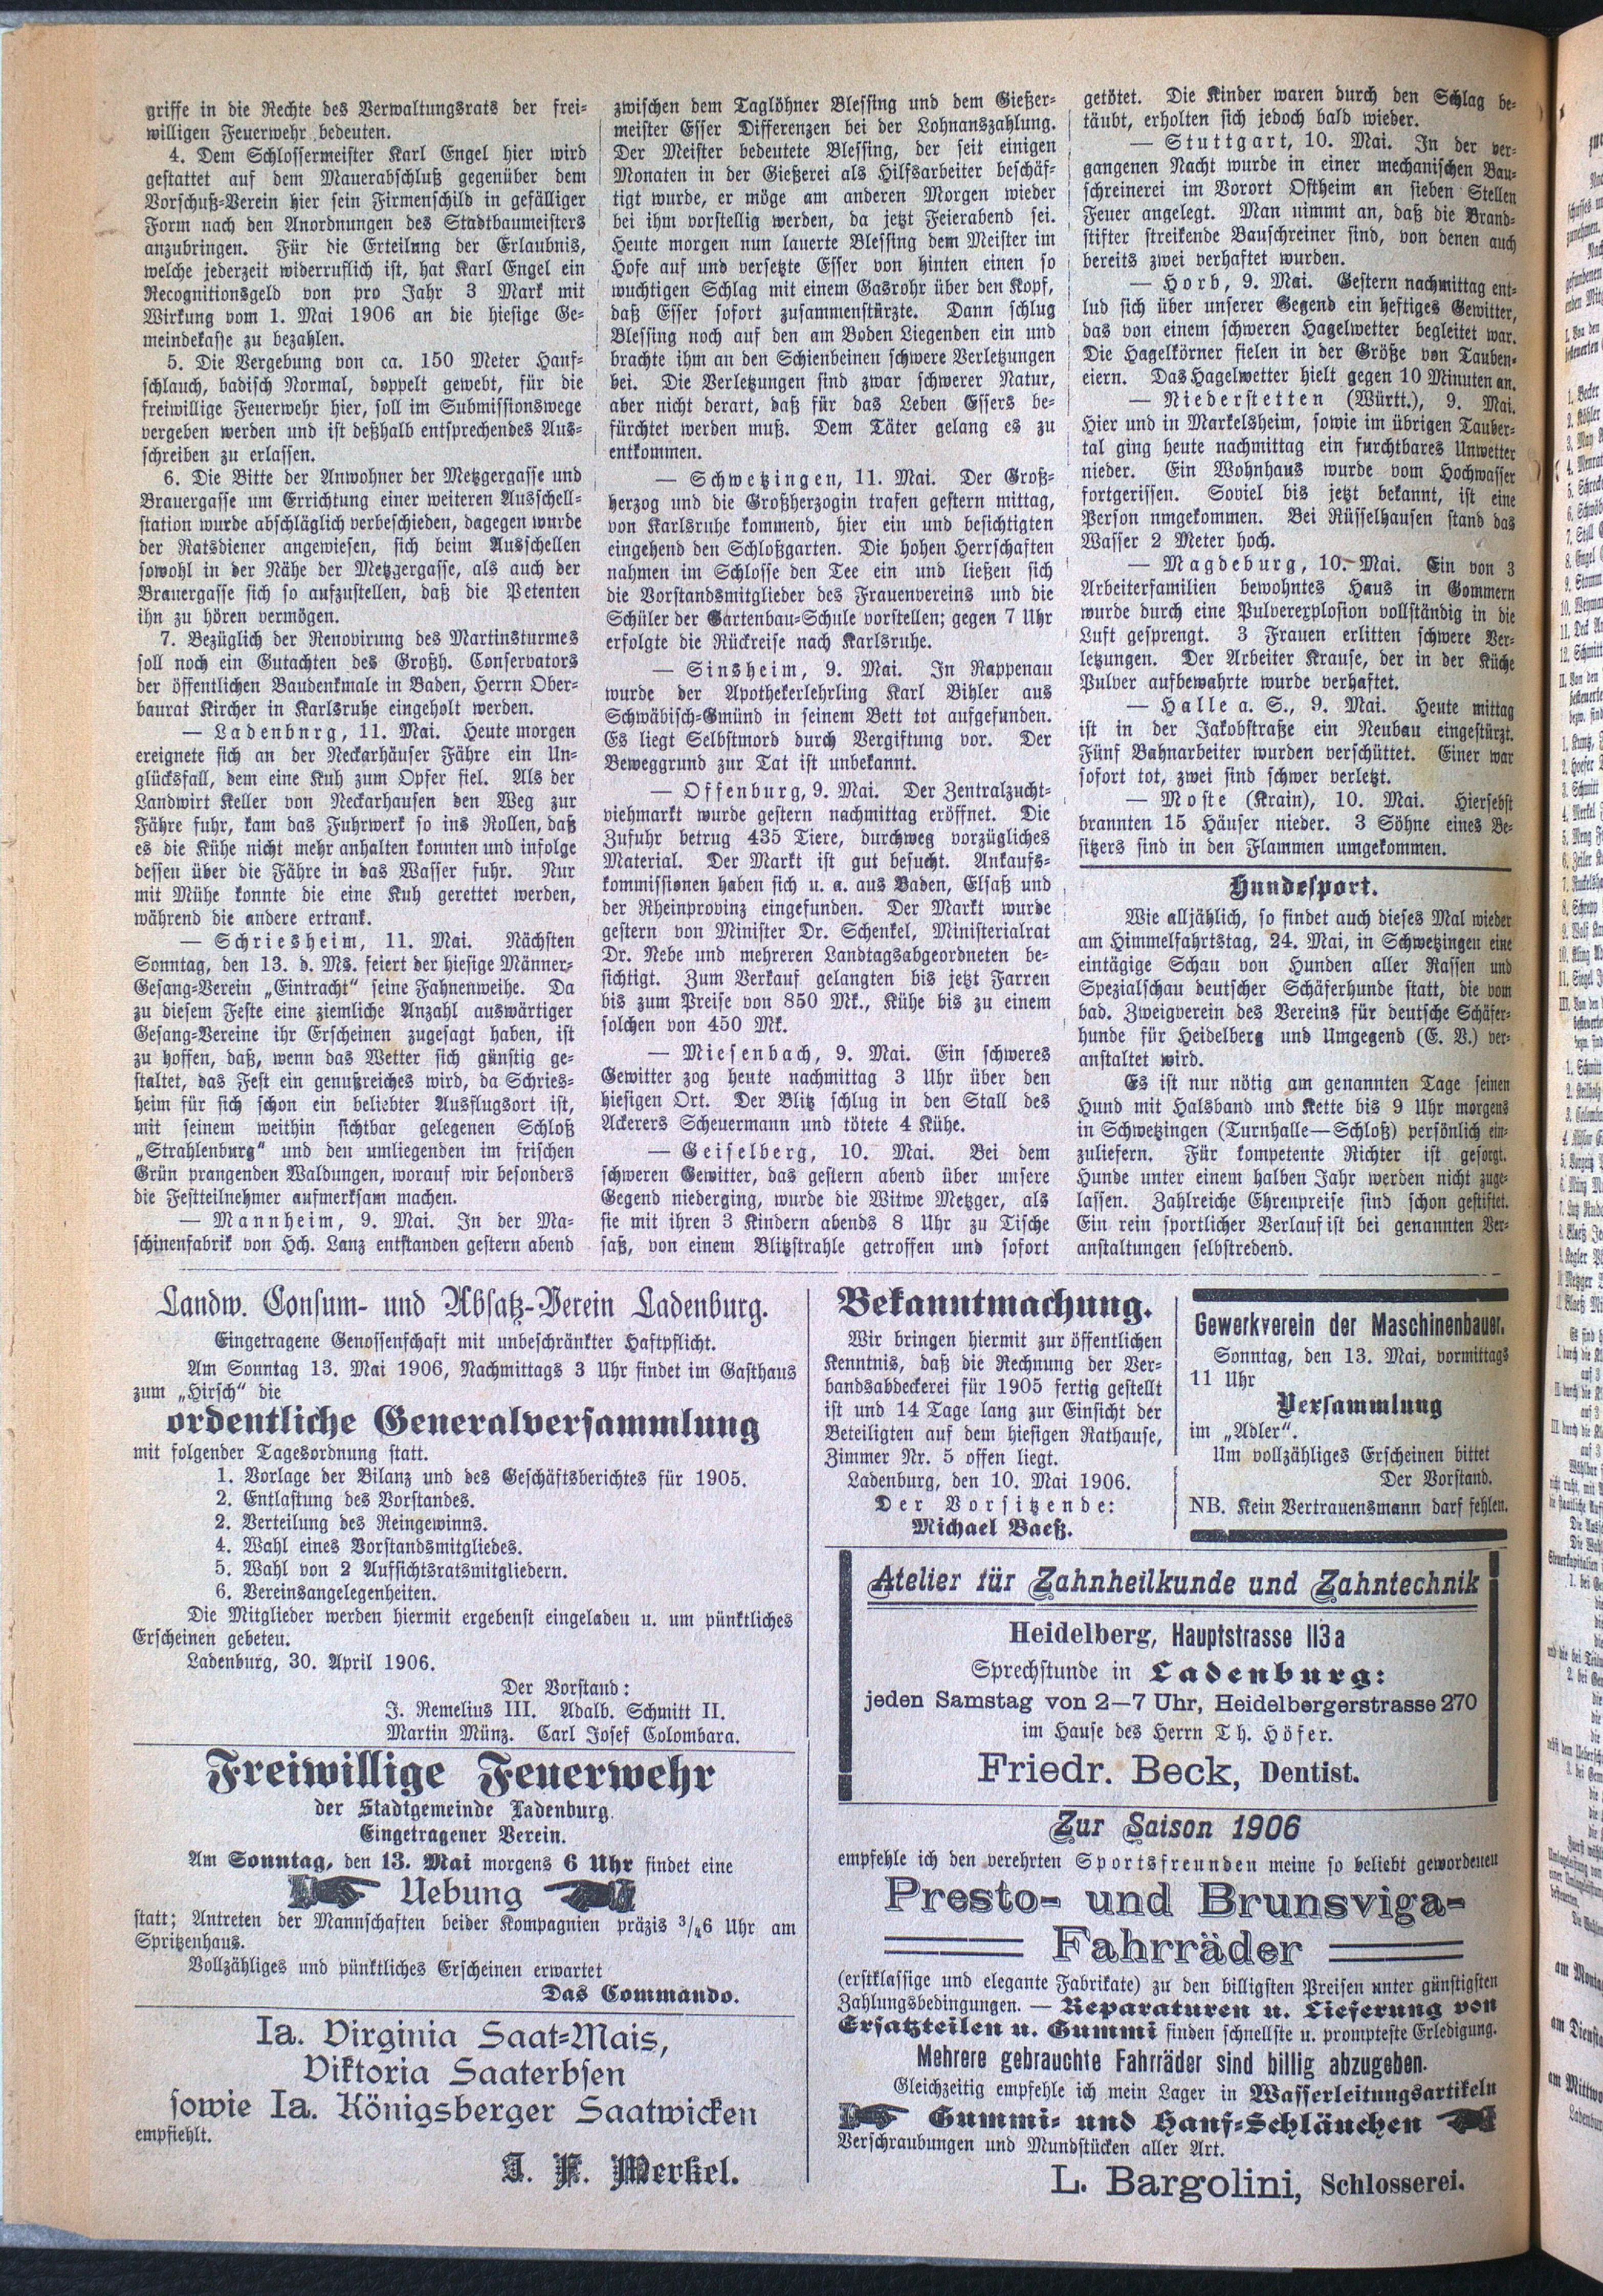 griffe in die Rechte des Verwaltungsrats der frei-
willigen Feuerwehr bedeuten.
4. Dem Schlossermeister Karl Engel hier wird
gestattet auf dem Mauerabschluß gegenüber dem
Vorschuß-Verein hier sein Firmenschild in gefälliger
Form nach den Anordnungen des Stadtbaumeisters
anzubringen. Für die Erteilung der Erlaubnis,
welche jederzeit widerruflich ist, hat Karl Engel ein
Recognitionsgeld von pro Jahr 3 Mark mit
Wirkung vom 1. Mai 1906 an die hiesige Ge-
meindekasse zu bezahlen.
5. Die Vergebung von ca. 150 Meter Hanf-
schlauch, badisch Normal, doppelt gewebt, für die
freiwillige Feuerwehr hier, soll im Submissionswege
vergeben werden und ist deßhalb entsprechendes Aus-
schreiben zu erlassen.
6. Die Bitte der Anwohner der Metzgergasse und
Brauergasse um Errichtung einer weiteren Ausschell-
station wurde abschläglich verbeschieden, dagegen wurde
der Ratsdiener angewiesen, sich beim Ausschellen
sowohl in der Nähe der Metzgergasse, als auch der
Brauergasse sich so aufzustellen, daß die Petenten
ihn zu hören vermögen.
7. Bezüglich der Renovirung des Martinsturmes
soll noch ein Gutachten des Großh. Conservators
der öffentlichen Baudenkmale in Baden, Herrn Ober-
baurat Kircher in Karlsruhe eingeholt werden.
— Ladenbnrg, 11. Mai. Heute morgen
ereignete sich an der Neckarhäuser Fähre ein Un-
glücksfall, dem eine Kuh zum Opfer fiel. Als der
Landwirt Keller von Neckarhausen den Weg zur
Fähre fuhr, kam das Fuhrwerk so ins Rollen, daß
es die Kühe nicht mehr anhalten konnten und infolge
dessen über die Fähre in das Wasser fuhr. Nur
mit Mühe konnte die eine Kuh gerettet werden,
während die andere ertrank.
— Schriesheim, 11. Mai. Nächsten
Sonntag, den 13. d. Ms. feiert der hiesige Männer-
Gesang-Verein „Eintracht“ seine Fahnenweihe. Da
zu diesem Feste eine ziemliche Anzahl auswärtiger
Gesang-Vereine ihr Erscheinen zugesagt haben, ist
zu hoffen, daß, wenn das Wetter sich günstig ge-
staltet, das Fest ein genußreiches wird, da Schries-
heim für sich schon ein beliebter Ausflugsort ist,
mit seinem weithin sichtbar gelegenen Schloß
„Strahlenburg“ und den umliegenden im frischen
Grün prangenden Waldungen, worauf wir besonders
die Festteilnehmer aufmerksam machen.
— Mannheim, 9. Mai. In der Ma-
schinenfabrik von Hch. Lanz entstanden gestern abend
zwischen dem Taglöhner Blessing und dem Gießer-
meister Esser Differenzen bei der Lohnanszahlung.
Der Meister bedeutete Blessing, der seit einigen
Monaten in der Gießerei als Hilfsarbeiter beschäf-
tigt wurde, er möge am anderen Morgen wieder
bei ihm vorstellig werden, da jetzt Feierabend sei.
Heute morgen nun lauerte Blessing dem Meister im
Hofe auf und versetzte Esser von hinten einen so
wuchtigen Schlag mit einem Gasrohr über den Kopf,
daß Esser sofort zusammenstürzte. Dann schlug
Blessing noch auf den am Boden Liegenden ein und
brachte ihm an den Schienbeinen schwere Verletzungen
bei. Die Verletzungen sind zwar schwerer Natur,
aber nicht derart, daß für das Leben Essers be-
fürchtet werden muß. Dem Täter gelang es zu
entkommen.
— Schwetzingen, 11. Mai. Der Groß-
herzog und die Großherzogin trafen gestern mittag,
von Karlsruhe kommend, hier ein und besichtigten
eingehend den Schloßgarten. Die hohen Herrschaften
nahmen im Schlosse den Tee ein und ließen sich
die Vorstandsmitglieder des Frauenvereins und die
Schüler der Gartenbau-Schule vorstellen; gegen 7 Uhr
erfolgte die Rückreise nach Karlsruhe.
— Sinsheim, 9. Mai. In Rappenau
wurde der Apothekerlehrling Karl Bihler aus
Schwäbisch-Gmünd in seinem Bett tot aufgefunden.
Es liegt Selbstmord durch Vergiftung vor. Der
Beweggrund zur Tat ist unbekannt.
— Offenburg, 9. Mai. Der Zentralzucht-
viehmarkt wurde gestern nachmittag eröffnet. Die
Zufuhr betrug 435 Tiere, durchweg vorzügliches
Material. Der Markt ist gut besucht. Ankaufs-
kommissionen haben sich u. a. aus Baden, Elsaß und
der Rheinprovinz eingefunden. Der Markt wurde
gestern von Minister Dr. Schenkel, Ministerialrat
Dr. Nebe und mehreren Landtagsabgeordneten be-
sichtigt. Zum Verkauf gelangten bis jetzt Farren
bis zum Preise von 850 Mk., Kühe bis zu einem
solchen von 450 Mk.
— Miesenbach, 9. Mai. Ein schweres
Gewitter zog heute nachmittag 3 Uhr über den
hiesigen Ort. Der Blitz schlug in den Stall des
Ackerers Scheuermann und tötete 4 Kühe.
— Geiselberg, 10. Mai. Bei dem
schweren Gewitter, das gestern abend über unsere
Gegend niederging, wurde die Witwe Metzger, als
sie mit ihren 3 Kindern abends 8 Uhr zu Tische
saß, von einem Blitzstrahle getroffen und sofort
getötet. Die Kinder waren durch den Schlag be-
täubt, erholten sich jedoch bald wieder.
— Stuttgart, 10. Mai. In der ver-
gangenen Nacht wurde in einer mechanischen Bau-
schreinerei im Vorort Ostheim an sieben Stellen
Feuer angelegt. Man nimmt an, daß die Brand-
stifter streikende Bauschreiner sind, von denen auch
bereits zwei verhaftet wurden.
— Horb, 9. Mai. Gestern nachmittag ent-
lud sich über unserer Gegend ein heftiges Gewitter,
das von einem schweren Hagelwetter begleitet war.
Die Hagelkörner fielen in der Größe von Tauben-
eiern. Das Hagelwetter hielt gegen 10 Minuten an.
— Niederstetten (Württ.), 9. Mai.
Hier und in Markelsheim, sowie im übrigen Tauber-
tal ging heute nachmittag ein furchtbares Unwetter
nieder. Ein Wohnhaus wurde vom Hochwasser
fortgerissen. Soviel bis jetzt bekannt, ist eine
Person umgekommen. Bei Rüsselhausen stand das
Wasser 2 Meter hoch.
— Magdeburg, 10. Mai. Ein von 3
Arbeiterfamilien bewohntes Haus in Gommern
wurde durch eine Pulverexplosion vollständig in die
Luft gesprengt. 3 Frauen erlitten schwere Ver-
letzungen. Der Arbeiter Krause, der in der Küche
Pulver aufbewahrte wurde verhaftet.
— Halle a. S., 9. Mai. Heute mittag
ist in der Jakobstraße ein Neubau eingestürzt.
Fünf Bahnarbeiter wurden verschüttet. Einer war
sofort tot, zwei sind schwer verletzt.
— Moste (Krain), 10. Mai. Hiersebst
brannten 15 Häuser nieder. 3 Söhne eines Be-
sitzers sind in den Flammen umgekommen.
Hundesport.
Wie alljählich, so findet auch dieses Mal wieder
am Himmelfahrtstag, 24. Mai, in Schwetzingen eine
eintägige Schau von Hunden aller Rassen und
Spezialschau deutscher Schäferhunde statt, die vom
bad. Zweigverein des Vereins für deutsche Schäfer-
hunde für Heidelberg und Umgegend (E. V.) ver-
anstaltet wird.
Es ist nur nötig am genannten Tage seinen
Hund mit Halsband und Kette bis 9 Uhr morgens
in Schwetzingen (Turnhalle—Schloß) persönlich ein-
zuliefern. Für kompetente Richter ist gesorgt.
Hunde unter einem halben Jahr werden nicht zuge-
lassen. Zahlreiche Ehrenpreise sind schon gestiftet.
Ein rein sportlicher Verlauf ist bei genannten Ver-
anstaltungen selbstredend.
Landw. Consum- und Absatz-Verein Ladenburg.
Eingetragene Genossenschaft mit unbeschränkter Haftpflicht.
Am Sonntag 13. Mai 1906, Nachmittags 3 Uhr findet im Gasthaus
zum „Hirsch“ die
ordentliche Generalversammlung
mit folgender Tagesordnung statt.
1. Vorlage der Bilanz und des Geschäftsberichtes für 1905.
2. Entlastung des Vorstandes.
2. Verteilung des Reingewinns.
4. Wahl eines Vorstandsmitgliedes.
5. Wahl von 2 Aufsichtsratsmitgliedern.
6. Vereinsangelegenheiten.
Die Mitglieder werden hiermit ergebenst eingeladeu u. um pünktliches
Erscheinen gebeteu.
Ladenburg, 30. April 1906.
Der Vorstand:
J. Remelius III. Adalb. Schmitt II.
Martin Münz. Carl Josef Colombara.
Freiwillige Feuerwehr
der Stadtgemeinde Ladenburg.
Eingetragener Verein.
Am Sonntag, den 13. Mai morgens 6 Uhr findet eine
Uebung
statt; Antreten der Mannschaften beider Kompagnien präzis 3/46 Uhr am
Spritzenhaus.
Vollzähliges und pünktliches Erscheinen erwartet
Das Commando.
Ia. Virginia Saat-Mais,
Viktoria Saaterbsen
sowie Ia. Königsberger Saatwicken
empfiehlt.
J. F. Merkel.
Bekanntmachung.
Wir bringen hiermit zur öffentlichen
Kenntnis, daß die Rechnung der Ver-
bandsabdeckerei für 1905 fertig gestellt
ist und 14 Tage lang zur Einsicht der
Beteiligten auf dem hiesigen Rathause,
Zimmer Nr. 5 offen liegt.
Ladenburg, den 10. Mai 1906.
Der Vorsitzende:
Michael Baeß.
Gewerkverein der Maschinenbauer.
Sonntag, den 13. Mai, vormittags
11 Uhr
Versammlung
im „Adler“.
Um vollzähliges Erscheinen bittet
Der Vorstand.
NB. Kein Vertrauensmann darf fehlen.
Atelier für Zahnheilkunde und Zahntechnik
Heidelberg, Hauptstrasse 113a
Sprechstunde in Ladenburg:
jeden Samstag von 2—7 Uhr, Heidelbergerstrasse 270
im Hause des Herrn Th. Höfer.
Friedr. Beck, Dentist.
Zur Saison 1906
empfehle ich den verehrten Sportsfreunden meine so beliebt gewordenen
Presto- und Brunsviga-
Fahrräder
(erstklassige und elegante Fabrikate) zu den billigsten Preisen unter günstigsten
Zahlungsbedingungen. — Reparaturen u. Lieferung von
Ersatzteilen u. Gummi finden schnellste u. prompteste Erledigung.
Mehrere gebrauchte Fahrräder sind billig abzugeben.
Gleichzeitig empfehle ich mein Lager in Wasserleitungsartikeln
Gummi- und Hanf-Schläuchen
Verschraubungen und Mundstücken aller Art.
L. Bargolini, Schlosserei.